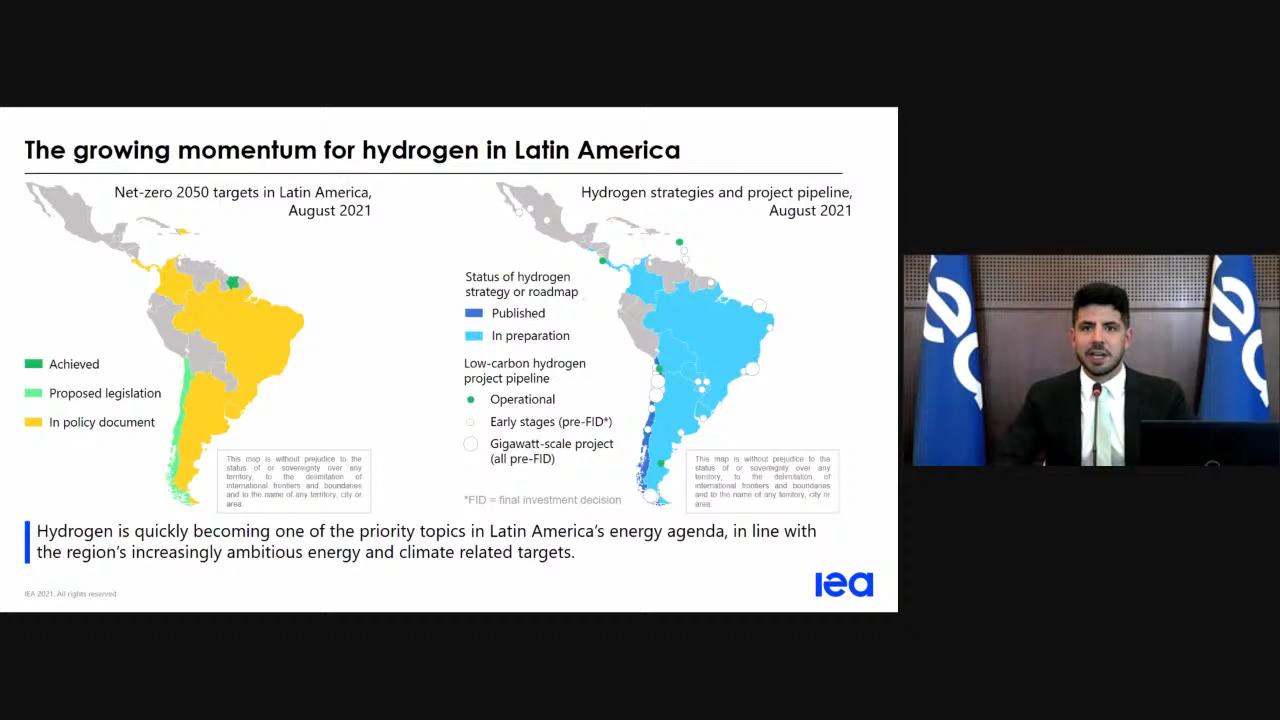 The growing momentum for hydrogen in Latin America
Net-zero 2050 targets in Latin America,
August 2021
Achieved
Proposed legislation
In policy document
This map is without prejudice to the
status of or sovereignty over any
territory, to the delimitation of
international frontiers and boundaries
and to the name of any territory, city or
area.
Hydrogen strategies and project pipeline,
August 2021
Status of hydrogen
strategy or roadmap
Published
In preparation
Low-carbon hydrogen
project pipeline
Operational
Early stages (pre-FID*)
Gigawatt-scale project
(all pre-FID)
*FID = final investment decision
This map is without prejudice to the
status of or sovereignty over any
territory, to the delimitation of
international frontiers and boundaries
and to the name of any territory, city or
area.
Hydrogen is quickly becoming one of the priority topics in Latin America's energy agenda, in line with
the region's increasingly ambitious energy and climate related targets.
IEA 2021. All rights reserved.
iea